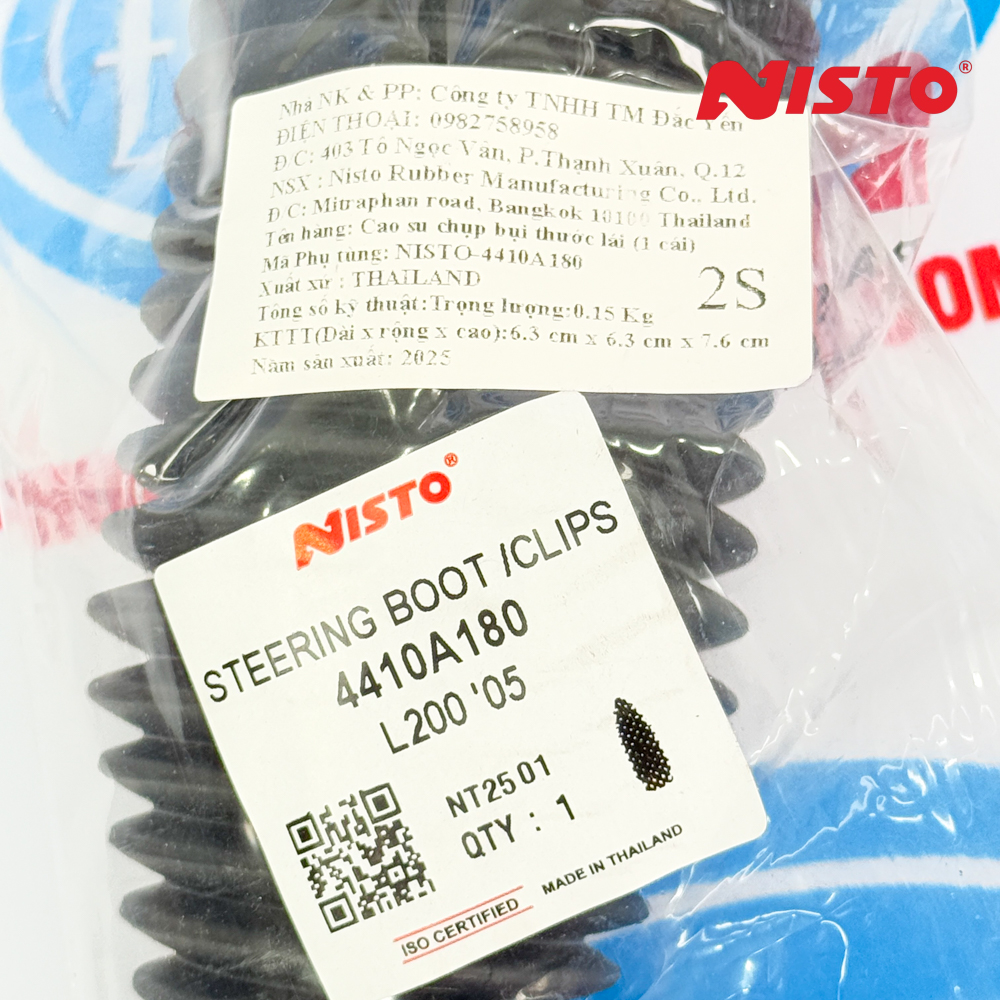 NISTO®
Nhà NK & PP: Công ty TNHH TM Đắc Yên
ĐIỆN THOẠI: 0982758958
Đ/C: 403 Tô Ngọc Vân, P.Thạnh Xuân, Q.12
NSX : Nisto Rubber Manufacturing Co., Ltd.
Đ/C: Mitraphan road, Bangkok 10100 Thailand
Tên hàng: Cao su chụp bụi thước lái (1 cái)
Mã Phụ tùng: NISTO-4410A180
Xuất xứ : THAILAND
2S
Tổng số kỹ thuật:Trọng lượng:0.15 Kg
KTTT(Dài x rộng x cao):6.3 cm x 6.3 cm x 7.6 cm
Năm sản xuất: 2025
NISTO®
STEERING BOOT /CLIPS
4410A180
L200 '05
NT25 01
QTY : 1
ISO CERTIFIED
MADE IN THAILAND